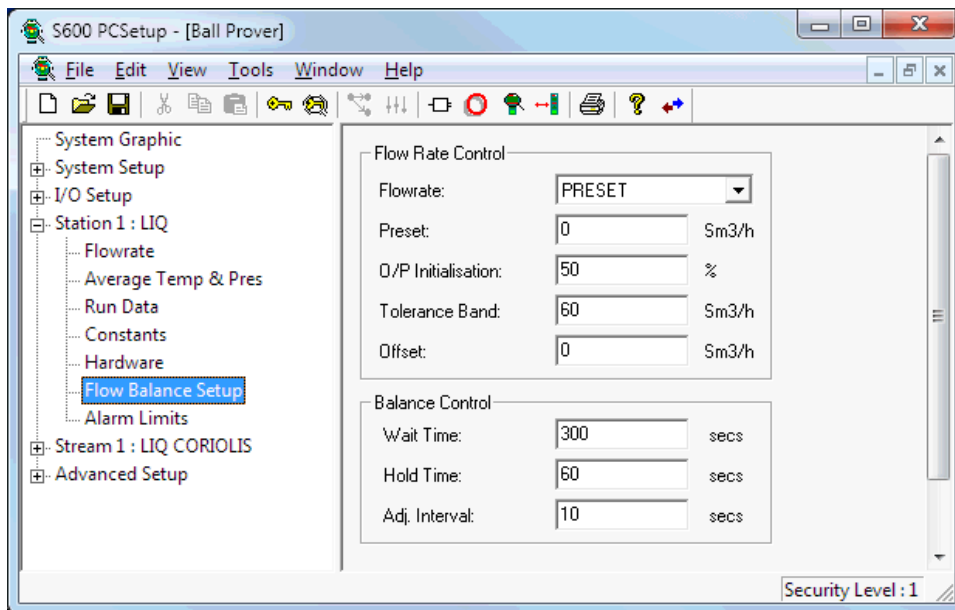 S600 PCSetup - [Ball Prover]
File Edit View Tools Window Help
System Graphic
System Setup
I/O Setup
Station 1 : LIQ
Flowrate
Average Temp & Pres
Run Data
Constants
Hardware
Flow Balance Setup
Alarm Limits
Stream 1 : LIQ CORIOLIS
Advanced Setup
Flow Rate Control
Flowrate: PRESET
Preset: 0 Sm3/h
O/P Initialisation: 50 %
Tolerance Band: 60 Sm3/h
Offset: 0 Sm3/h
Balance Control
Wait Time: 300 secs
Hold Time: 60 secs
Adj. Interval: 10 secs
Security Level : 1